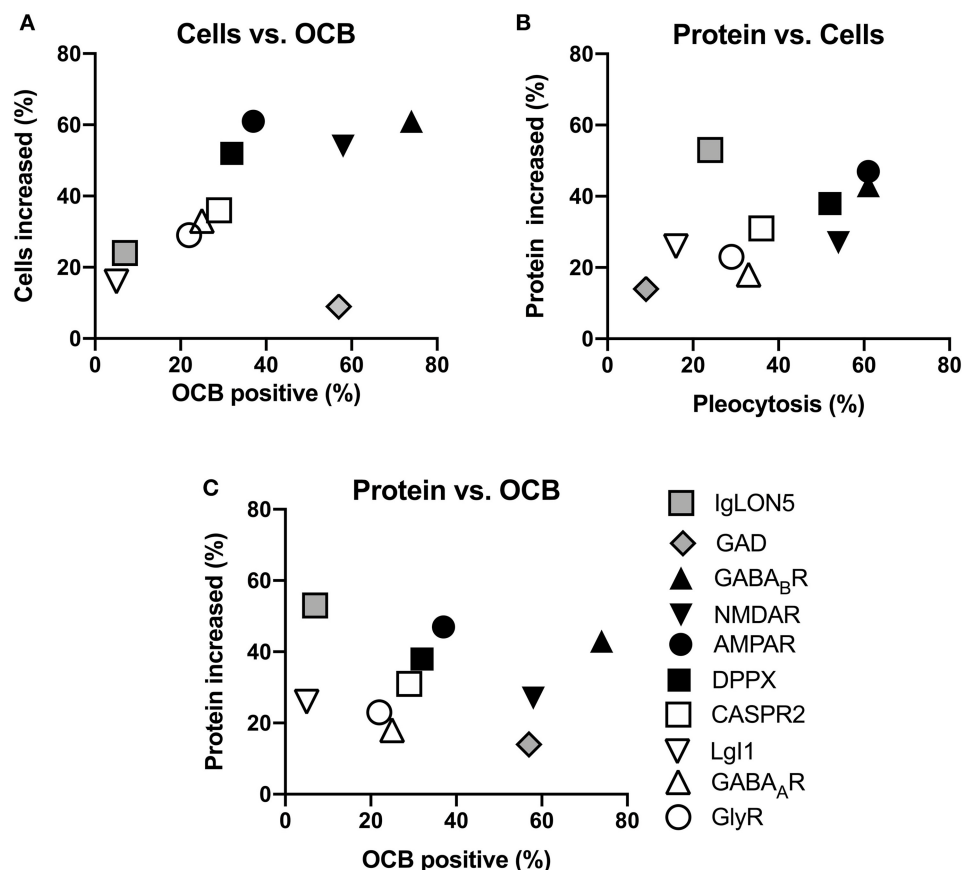 A
Cells vs. OCB
Cells increased (%)
80
60
40
20
0
0 20 40 60 80
OCB positive (%)
B
Protein vs. Cells
Protein increased (%)
80
60
40
20
0
0 20 40 60 80
Pleocytosis (%)
C
Protein vs. OCB
Protein increased (%)
80
60
40
20
0
0 20 40 60 80
OCB positive (%)
IgLON5
GAD
GABA_BR
NMDAR
AMPAR
DPPX
CASPR2
LgI1
GABA_AR
GlyR